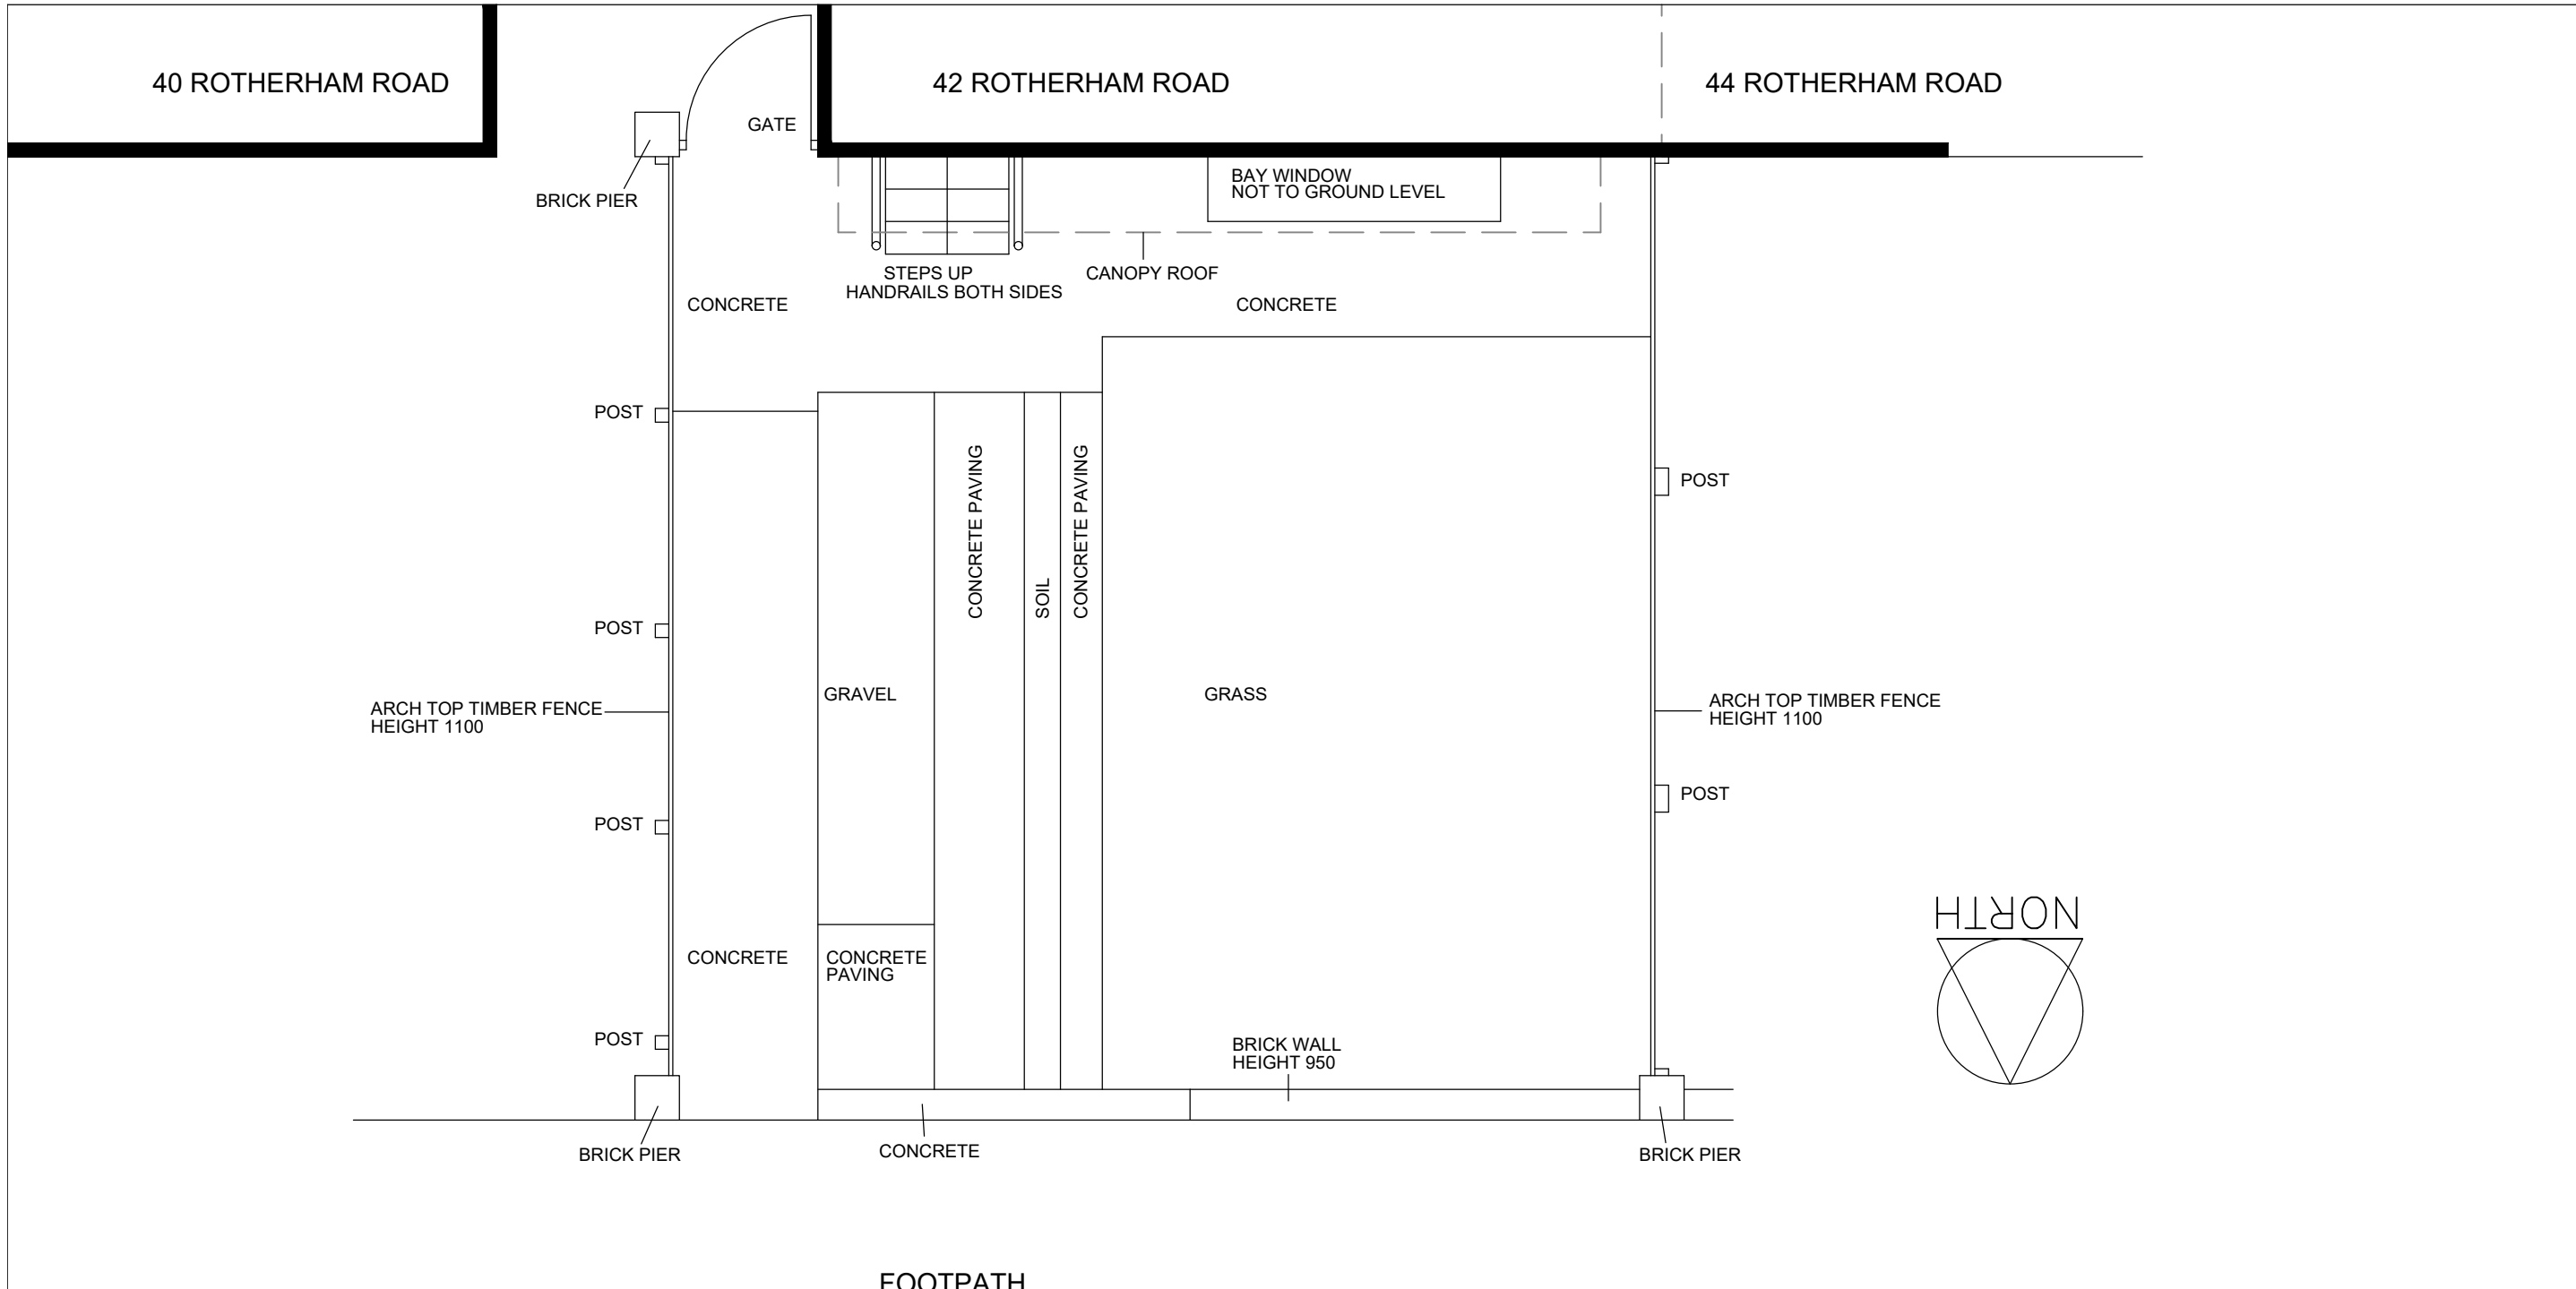 40 ROTHERHAM ROAD
42 ROTHERHAM ROAD
44 ROTHERHAM ROAD
GATE
BRICK PIER
BAY WINDOW
NOT TO GROUND LEVEL
STEPS UP
HANDRAILS BOTH SIDES
CANOPY ROOF
CONCRETE
CONCRETE
POST
CONCRETE PAVING
SOIL
CONCRETE PAVING
POST
POST
GRAVEL
GRASS
ARCH TOP TIMBER FENCE
HEIGHT 1100
ARCH TOP TIMBER FENCE
HEIGHT 1100
POST
POST
NORTH
CONCRETE
CONCRETE
PAVING
POST
BRICK WALL
HEIGHT 950
BRICK PIER
CONCRETE
BRICK PIER
FOOTPATH